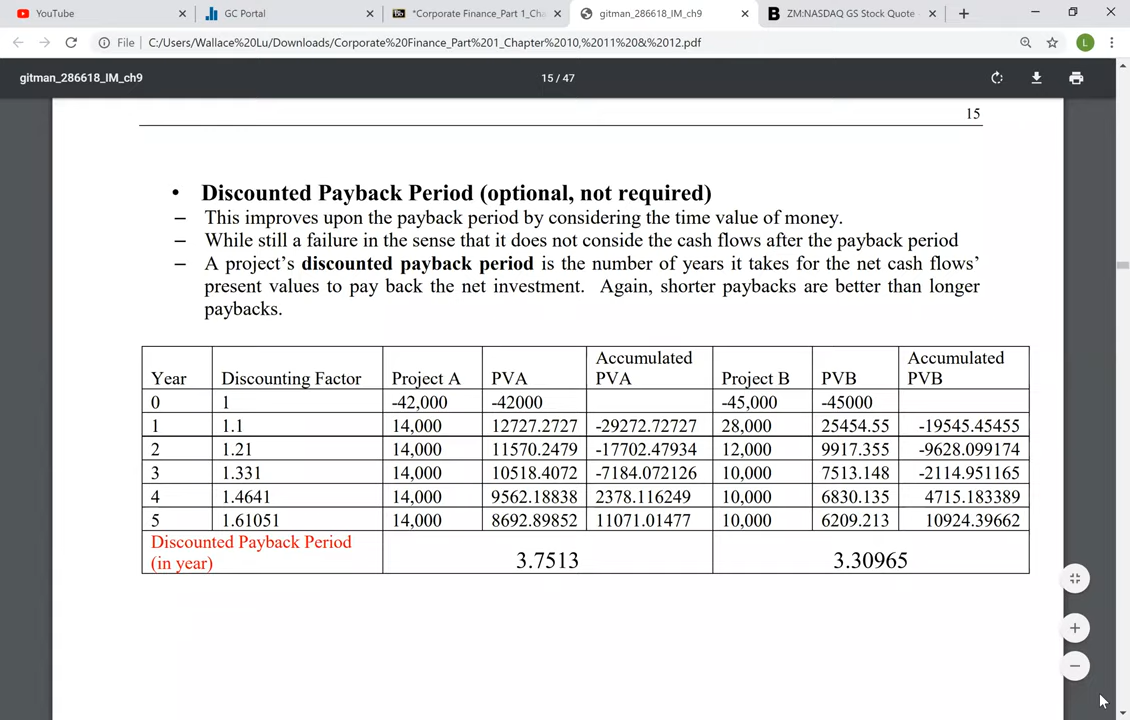 YouTube
GC Portal
*Corporate Finance_Part 1_Cha
gitman_286618_IM_ch9
ZM:NASDAQ GS Stock Quote
File C:/Users/Wallace%20Lu/Downloads/Corporate%20Finance_Part%201_Chapter%2010,%2011%20&%2012.pdf
L
gitman_286618_IM_ch9
15 / 47
15
• Discounted Payback Period (optional, not required)
– This improves upon the payback period by considering the time value of money.
– While still a failure in the sense that it does not conside the cash flows after the payback period
– A project's discounted payback period is the number of years it takes for the net cash flows'
present values to pay back the net investment. Again, shorter paybacks are better than longer
paybacks.
Year Discounting Factor Project A PVA Accumulated PVA Project B PVB Accumulated PVB
0 1 -42,000 -42000 -45,000 -45000
1 1.1 14,000 12727.2727 -29272.72727 28,000 25454.55 -19545.45455
2 1.21 14,000 11570.2479 -17702.47934 12,000 9917.355 -9628.099174
3 1.331 14,000 10518.4072 -7184.072126 10,000 7513.148 -2114.951165
4 1.4641 14,000 9562.18838 2378.116249 10,000 6830.135 4715.183389
5 1.61051 14,000 8692.89852 11071.01477 10,000 6209.213 10924.39662
Discounted Payback Period
(in year) 3.7513 3.30965